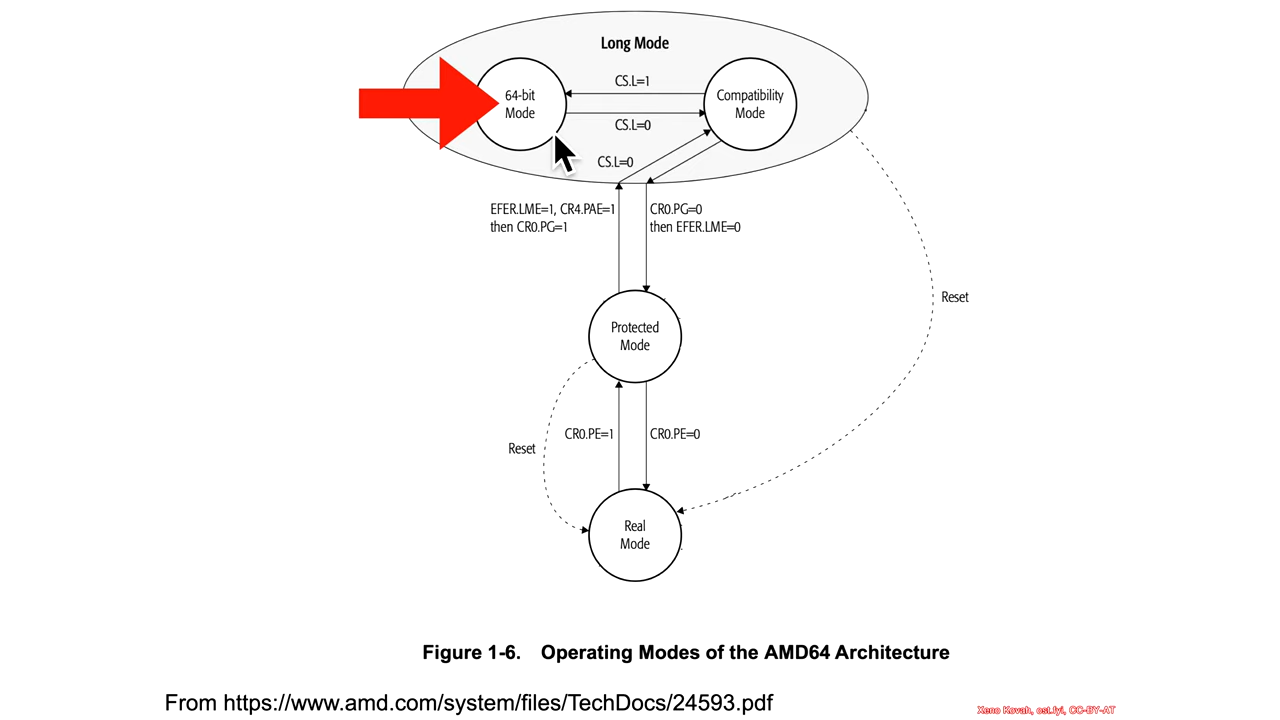 Long Mode
CS.L=1
64-bit
Mode
Compatibility
Mode
CS.L=0
CS.L=0
EFER.LME=1, CR4.PAE=1
then CR0.PG=1
CR0.PG=0
then EFER.LME=0
Reset
Protected
Mode
CR0.PE=1
CR0.PE=0
Reset
Real
Mode
Figure 1-6. Operating Modes of the AMD64 Architecture
From https://www.amd.com/system/files/TechDocs/24593.pdf
Xeno Kovah, ost.fyi, CC-BY-AT